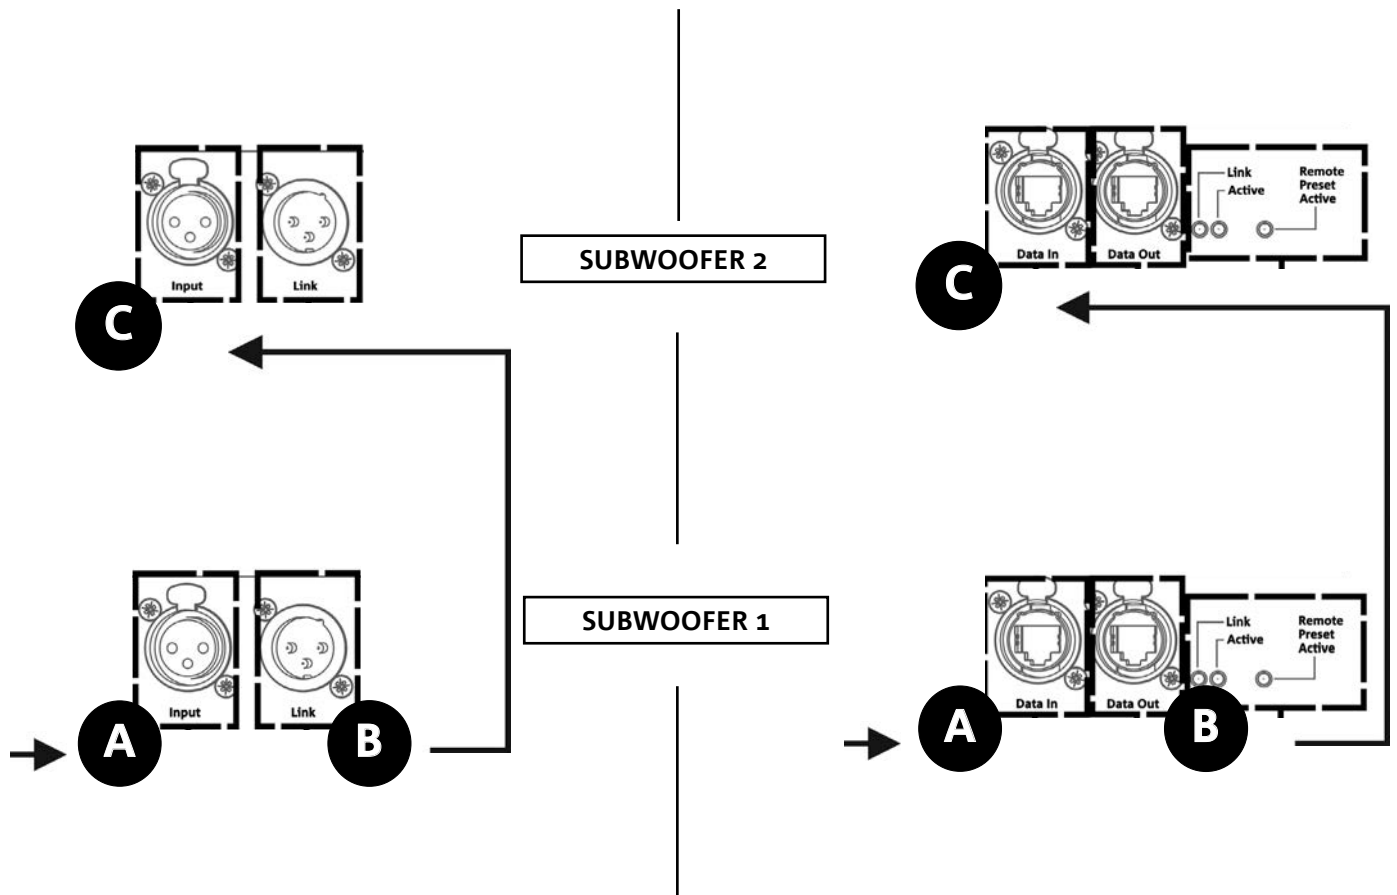 Input
Link
C
SUBWOOFER 2
Data In
Data Out
Link
Active
Remote
Preset
Active
C
Input
Link
A
B
SUBWOOFER 1
Data In
Data Out
Link
Active
Remote
Preset
Active
A
B